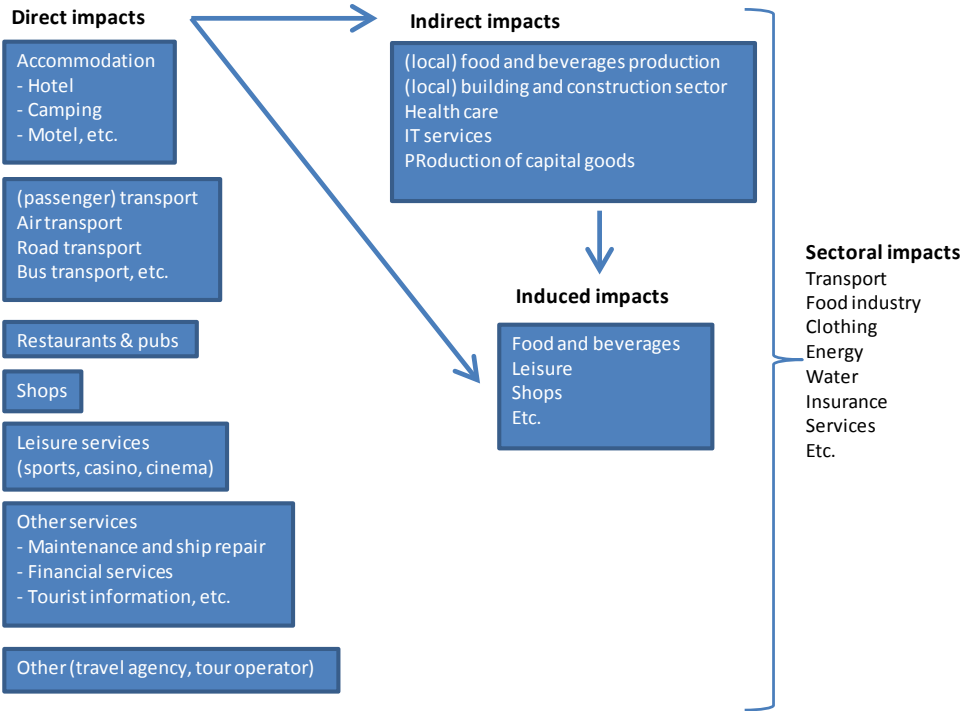 Direct impacts
Accommodation
- Hotel
- Camping
- Motel, etc.
(passenger) transport
Air transport
Road transport
Bus transport, etc.
Restaurants & pubs
Shops
Leisure services
(sports, casino, cinema)
Other services
- Maintenance and ship repair
- Financial services
- Tourist information, etc.
Other (travel agency, tour operator)
Indirect impacts
(local) food and beverages production
(local) building and construction sector
Health care
IT services
PRoduction of capital goods
Induced impacts
Food and beverages
Leisure
Shops
Etc.
Sectoral impacts
Transport
Food industry
Clothing
Energy
Water
Insurance
Services
Etc.